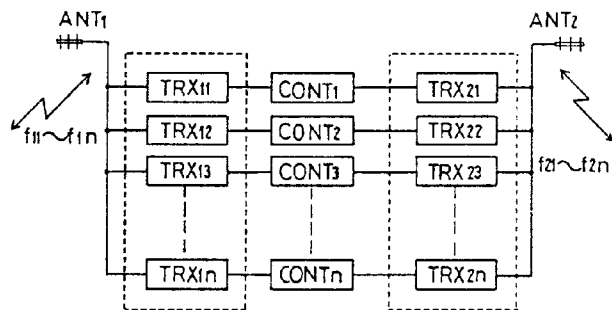 ANT1 ANT2
TRX11 CONT1 TRX21
TRX12 CONT2 TRX22
f11~f1n
TRX13 CONT3 TRX23
f21~f2n
TRX1n CONTn TRX2n